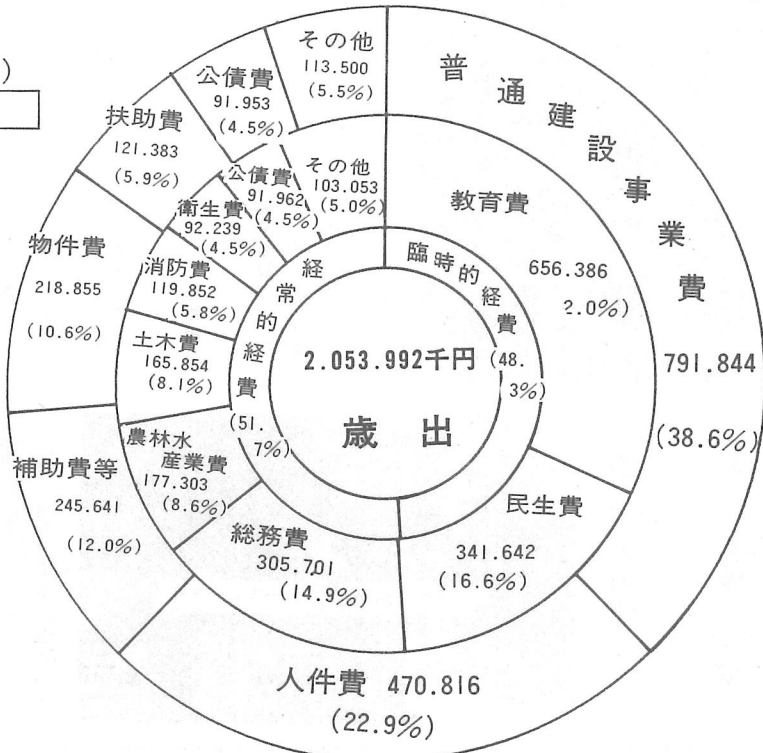 )
普通建設事業費
791.844
(38.6%)
人件費 470.816
(22.9%)
補助費等
245.641
(12.0%)
物件費
218.855
(10.6%)
扶助費
121.383
(5.9%)
公債費
91.953
(4.5%)
その他
113.500
(5.5%)
教育費
656.386
2.0%)
民生費
341.642
(16.6%)
総務費
305.701
(14.9%)
農林水
産業費
177.303
(8.6%)
土木費
165.854
(8.1%)
消防費
119.852
(5.8%)
衛生費
92.239
(4.5%)
公債費
91.962
(4.5%)
その他
103.053
(5.0%)
臨時的経費
(48.
3%)
経常的経費
(51.
7%)
2.053.992千円
歳出